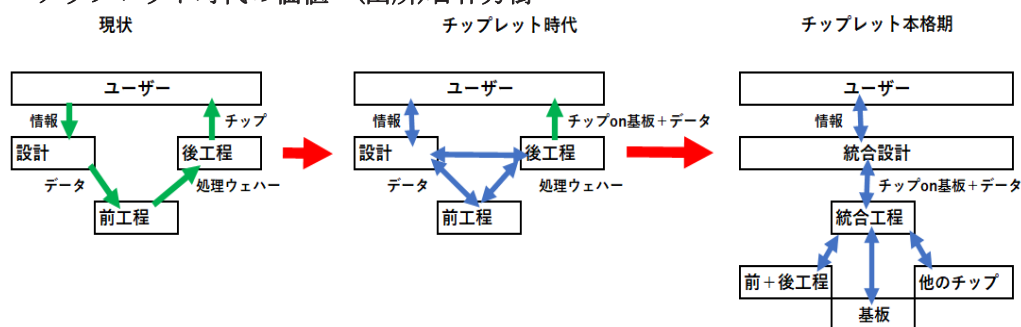 現状
チップレット時代
チップレット本格期
ユーザー
情報
チップ
設計
後工程
データ
処理ウェハー
前工程
ユーザー
情報
チップon基板+データ
設計
後工程
データ
処理ウェハー
前工程
ユーザー
情報
統合設計
チップon基板+データ
統合工程
前+後工程
他のチップ
基板